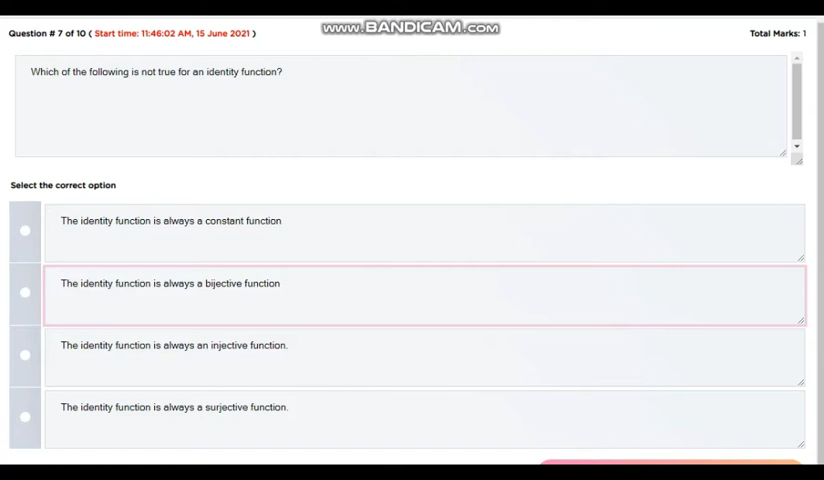 www.BANDICAM.com
Question # 7 of 10 ( Start time: 11:46:02 AM, 15 June 2021 )
Total Marks: 1
Which of the following is not true for an identity function?
Select the correct option
The identity function is always a constant function
The identity function is always a bijective function
The identity function is always an injective function.
The identity function is always a surjective function.